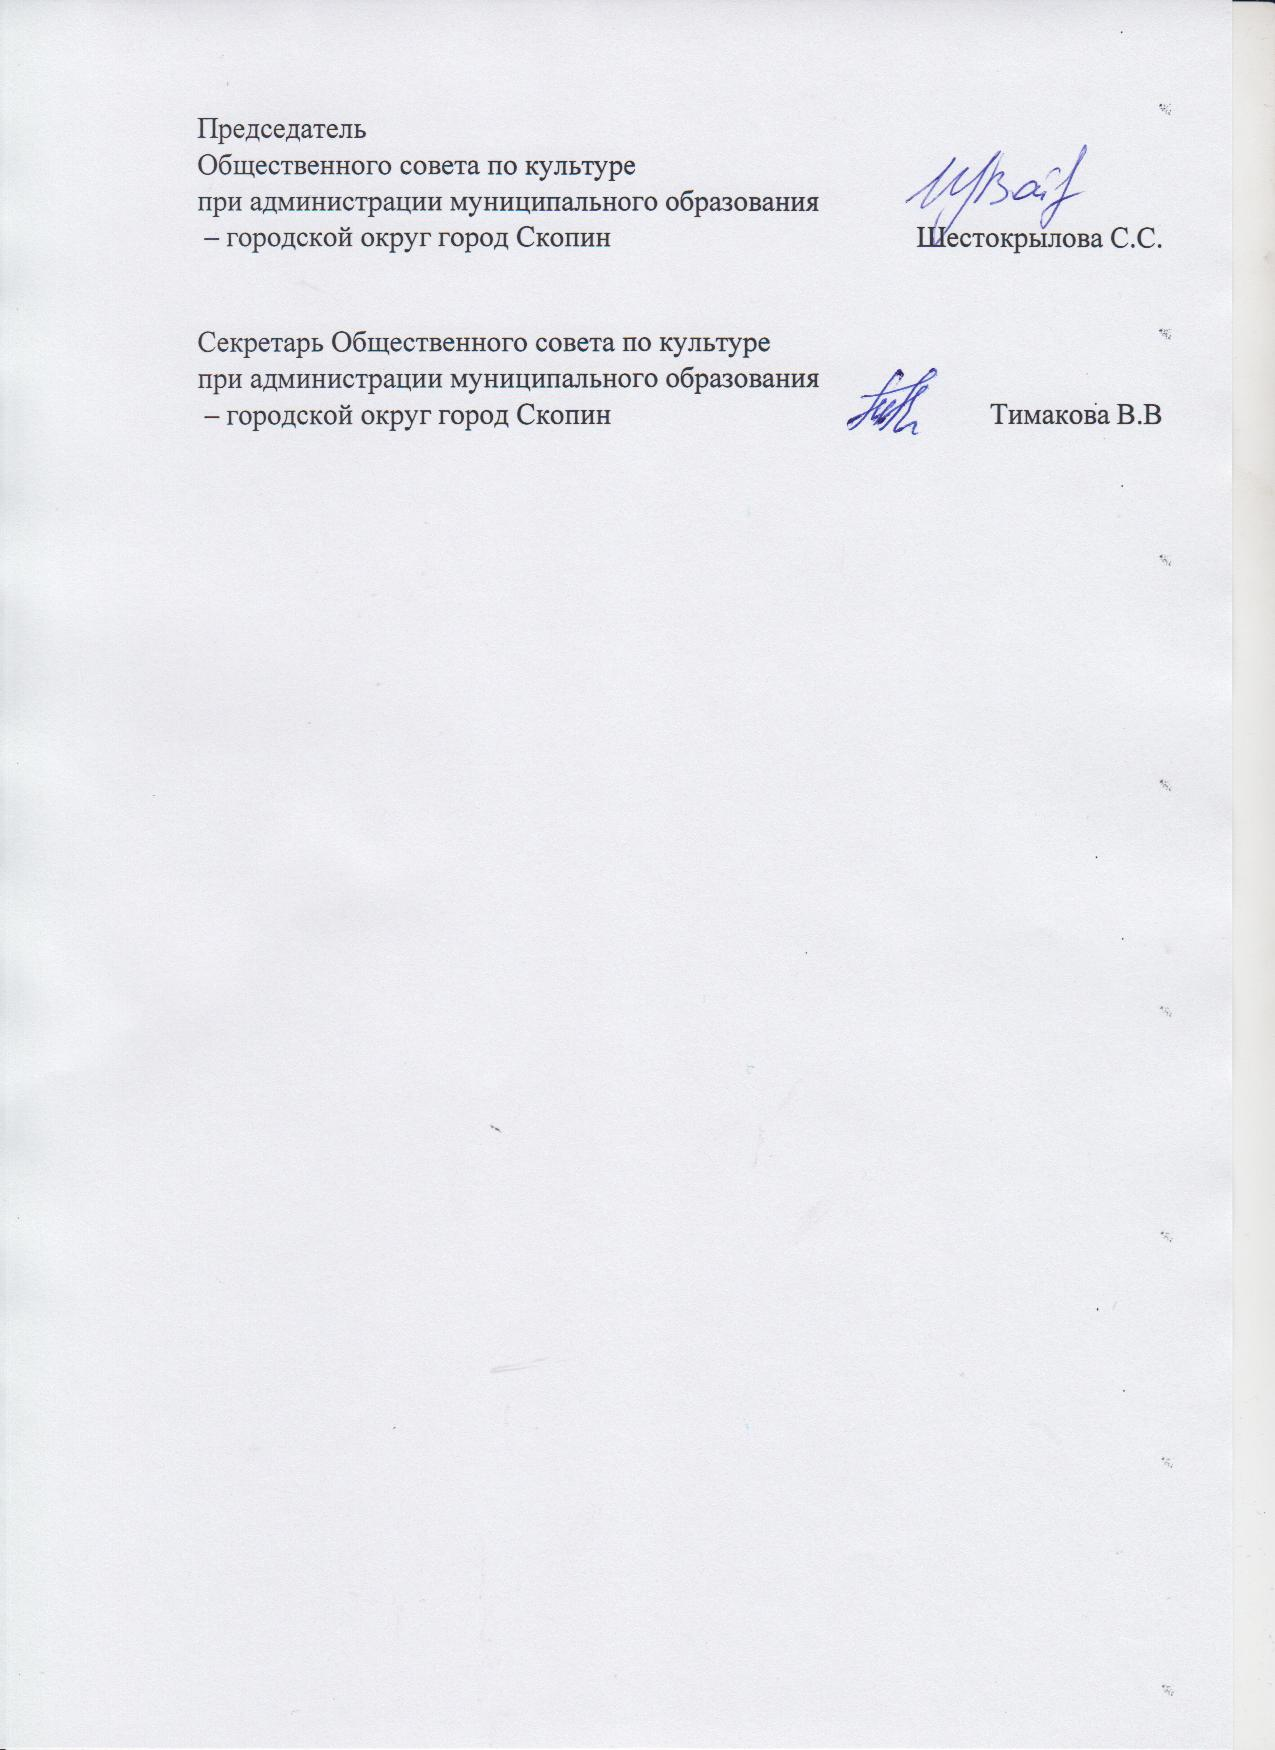 Председатель
Общественного совета по культуре
при администрации муниципального образования
– городской округ город Скопин Шестокрылова С.С.
Секретарь Общественного совета по культуре
при администрации муниципального образования
– городской округ город Скопин Тимакова В.В